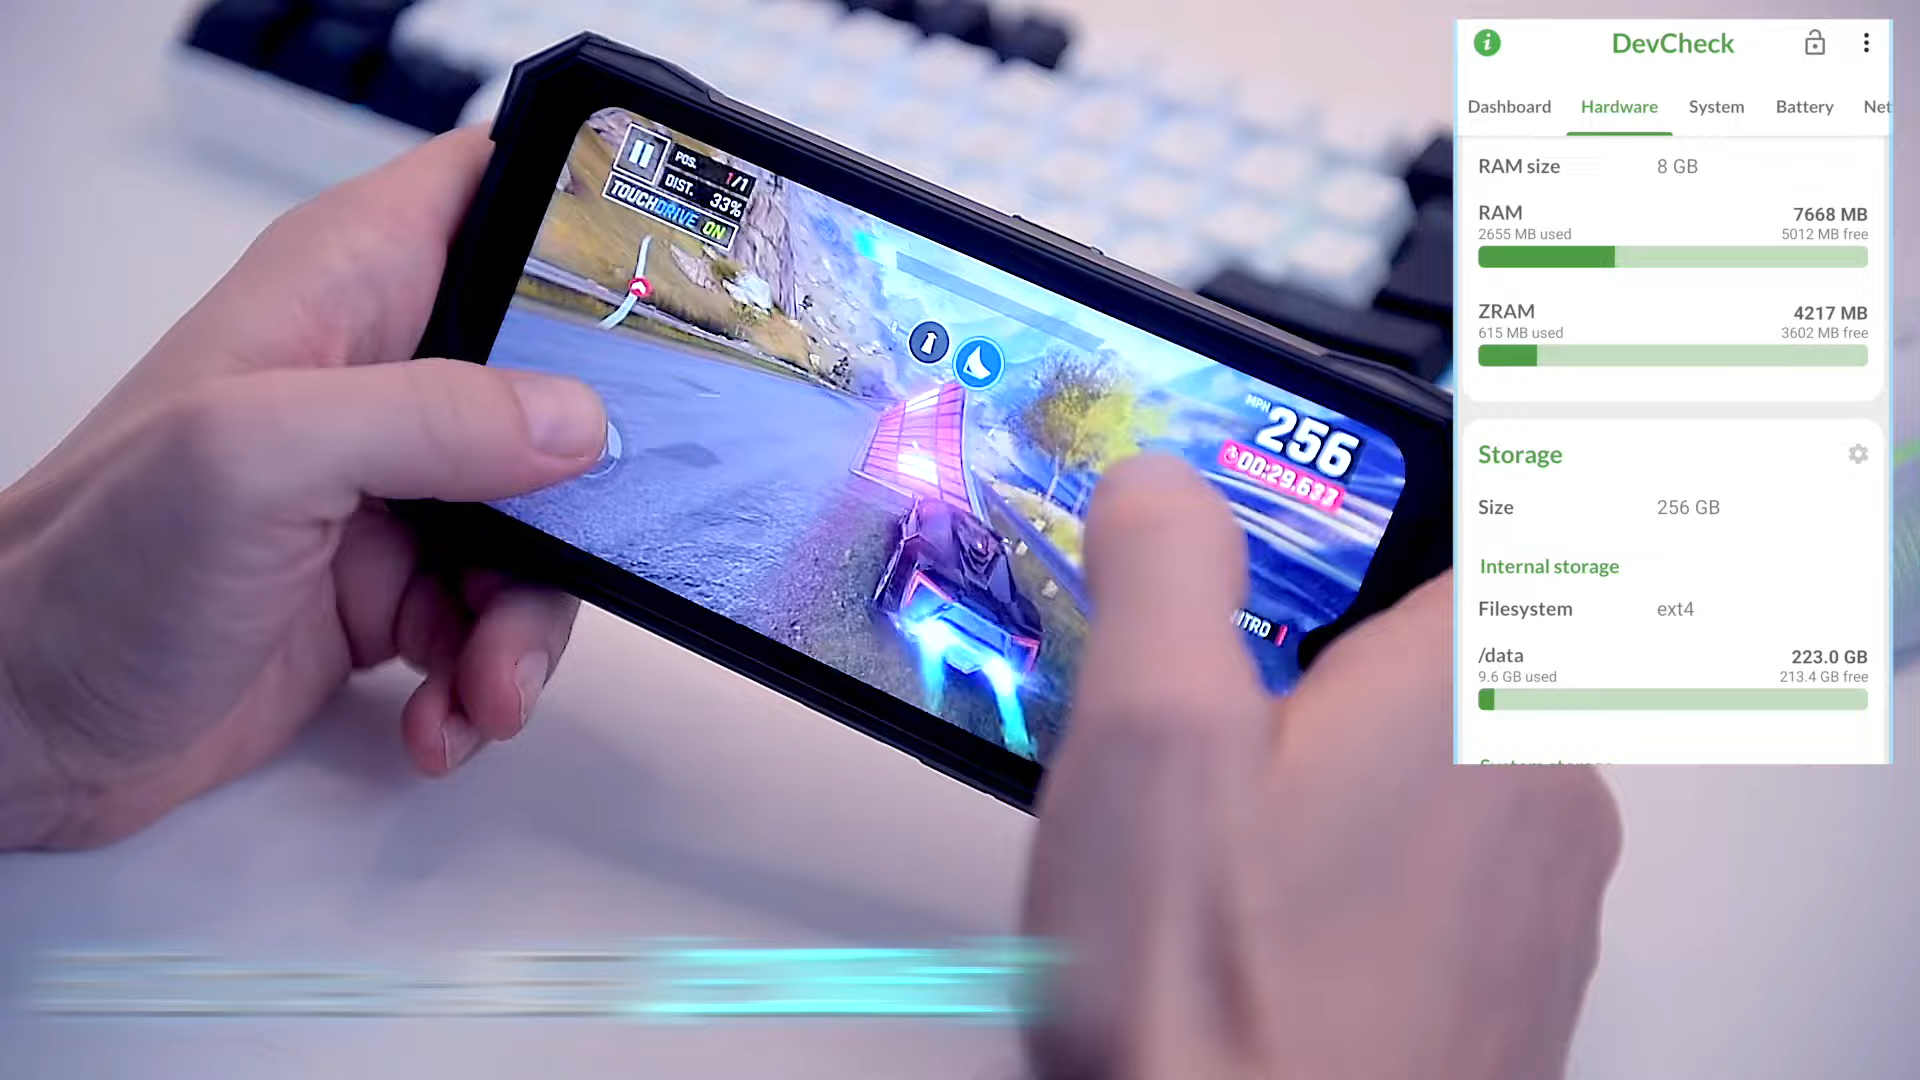 POS. 1/1
DIST. 33%
TOUCHDRIVE ON
MPH
256
00:29.633
ITRO
i
DevCheck
Dashboard Hardware System Battery Net
RAM size 8 GB
RAM 7668 MB
2655 MB used 5012 MB free
ZRAM 4217 MB
615 MB used 3602 MB free
Storage
Size 256 GB
Internal storage
Filesystem ext4
/data 223.0 GB
9.6 GB used 213.4 GB free